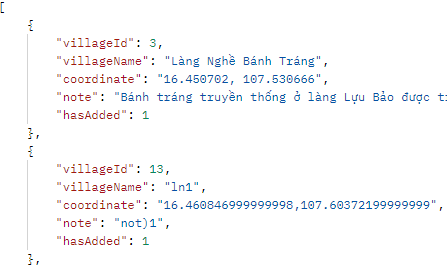 [
{
"villageId": 3,
"villageName": "Làng Nghề Bánh Tráng",
"coordinate": "16.450702, 107.530666",
"note": "Bánh tráng truyền thống ở làng Lựu Bảo được
"hasAdded": 1
},
{
"villageId": 13,
"villageName": "ln1",
"coordinate": "16.460846999999998,107.60372199999999",
"note": "not)1",
"hasAdded": 1
},